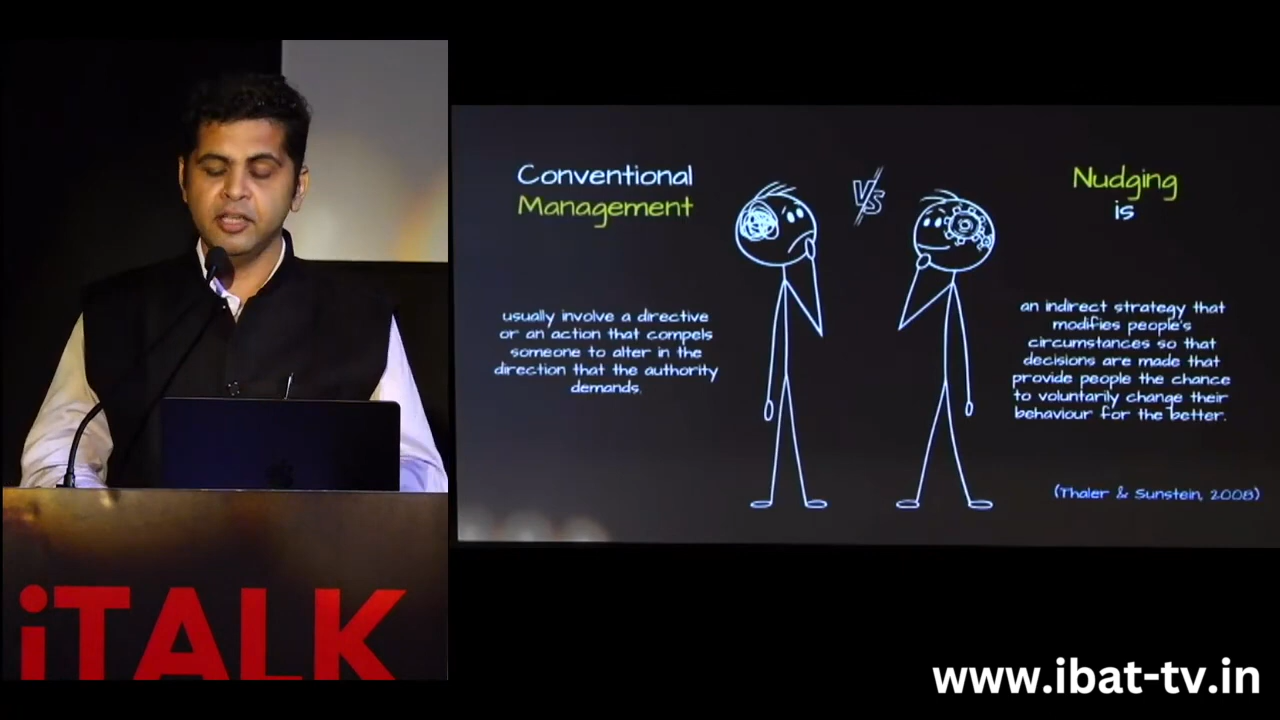 Conventional
Management
usually involve a directive
or an action that compels
someone to alter in the
direction that the authority
demands.
VS
Nudging
is
an indirect strategy that
modifies people's
circumstances so that
decisions are made that
provide people the chance
to voluntarily change their
behaviour for the better.
(Thaler & Sunstein, 2008)
iTALK
www.ibat-tv.in